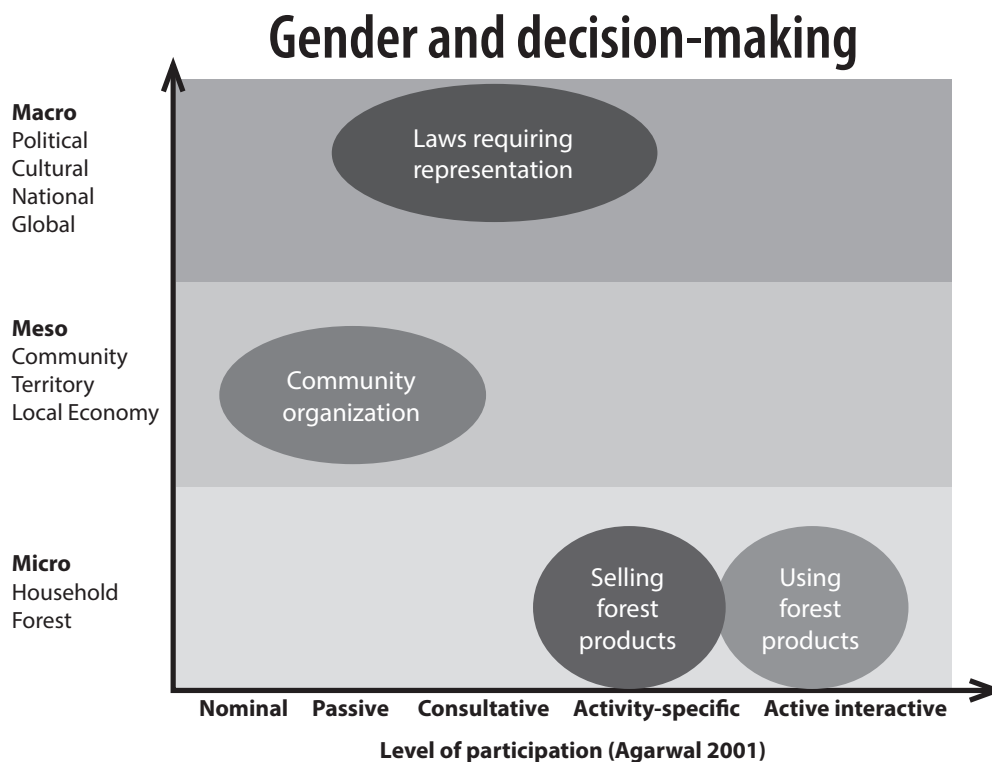 Gender and decision-making
Macro
Political
Cultural
National
Global
Laws requiring
representation
Meso
Community
Territory
Local Economy
Community
organization
Micro
Household
Forest
Selling
forest
products
Using
forest
products
Nominal Passive Consultative Activity-specific Active interactive
Level of participation (Agarwal 2001)